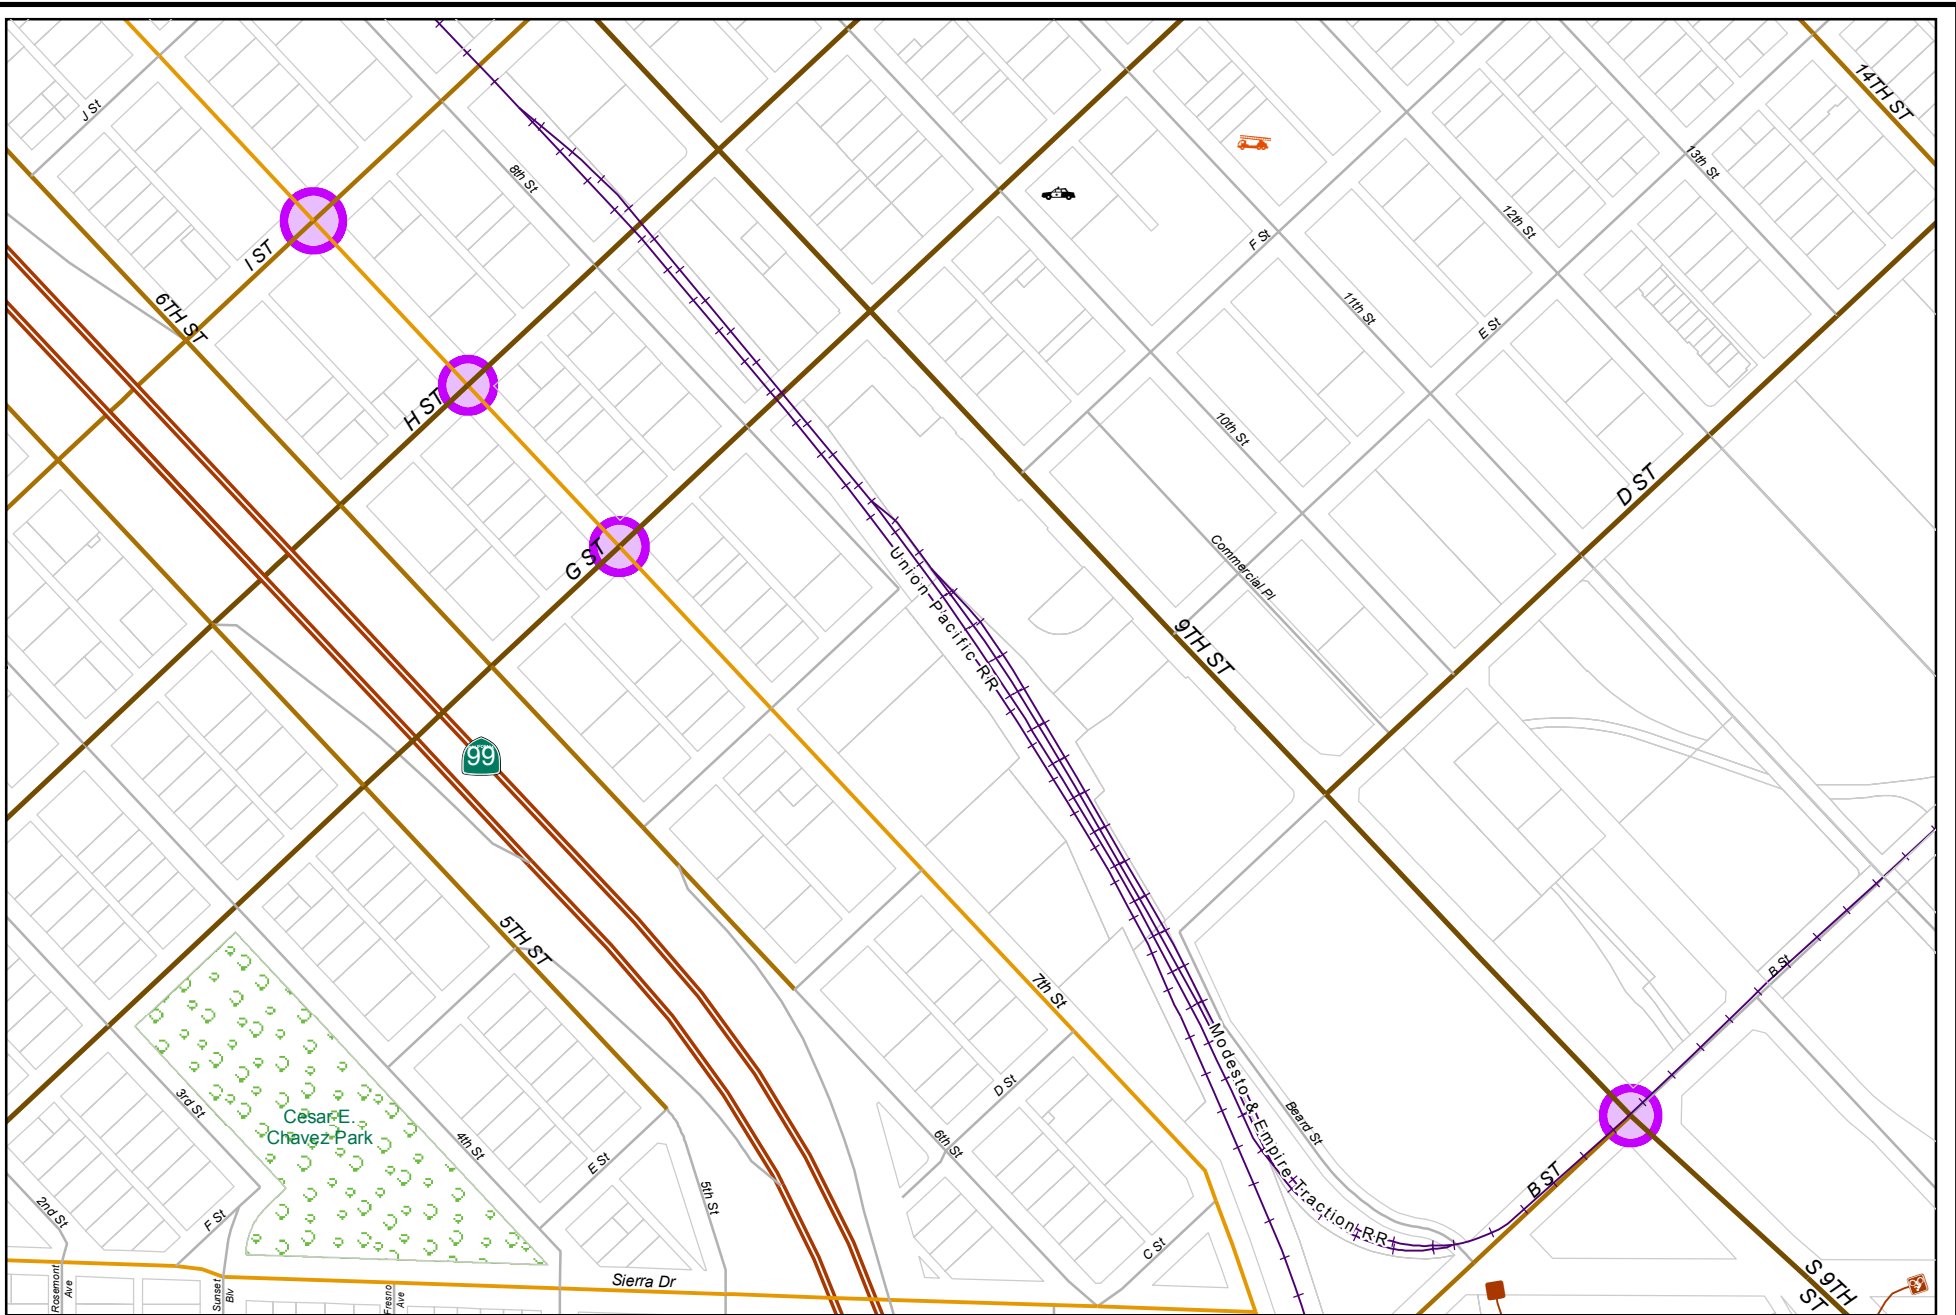 J St
8th St
14TH ST
13th St
12th St
F St
I ST
6TH ST
11th St
E St
H ST
10th St
D ST
G ST
Commercial Pl
Union Pacific RR
9TH ST
99
5TH ST
7th St
B St
D St
Modesto & Empire Traction RR
Beard St
Cesar E.
Chavez Park
3rd St
4th St
6th St
E St
5th St
B ST
2nd St
F St
C St
Rosemont
Ave
Sunset
Blv
Fresno
Ave
Sierra Dr
S 9TH
ST
99